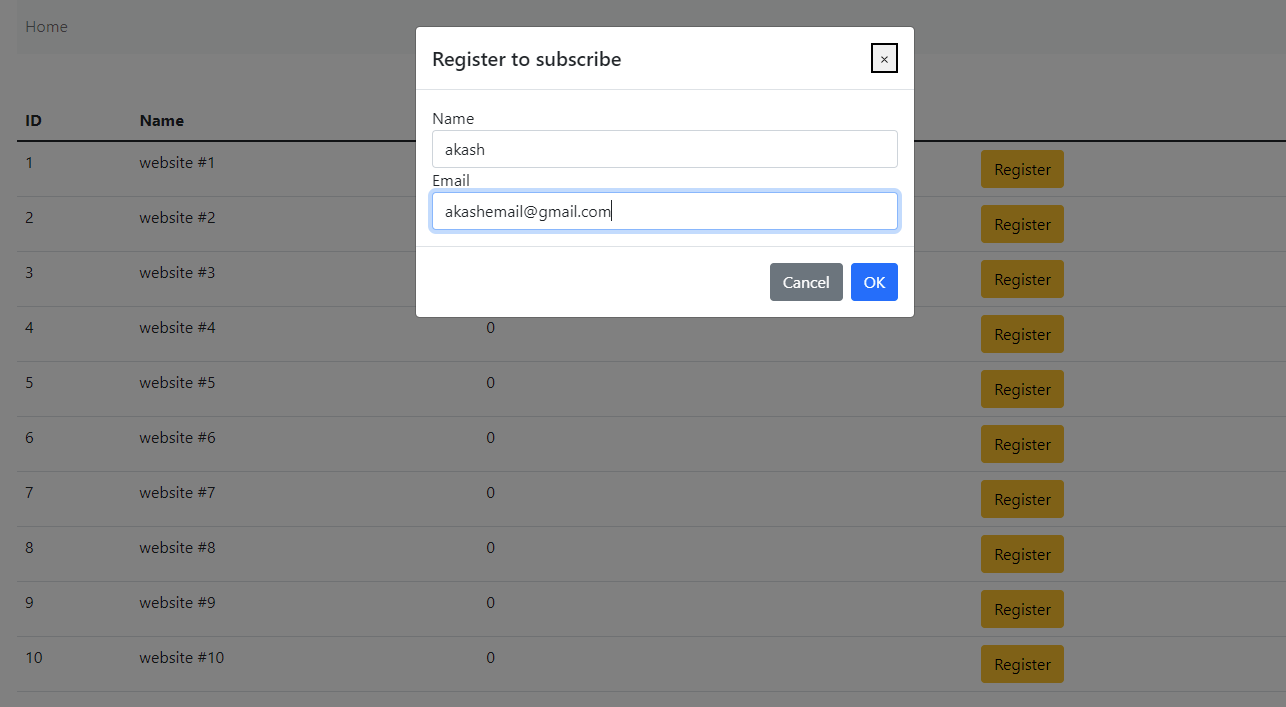 Home
Register to subscribe ×
ID Name
Name
akash
Email
akashemail@gmail.com
Cancel OK
1 website #1 Register
2 website #2 Register
3 website #3 Register
4 website #4 0 Register
5 website #5 0 Register
6 website #6 0 Register
7 website #7 0 Register
8 website #8 0 Register
9 website #9 0 Register
10 website #10 0 Register